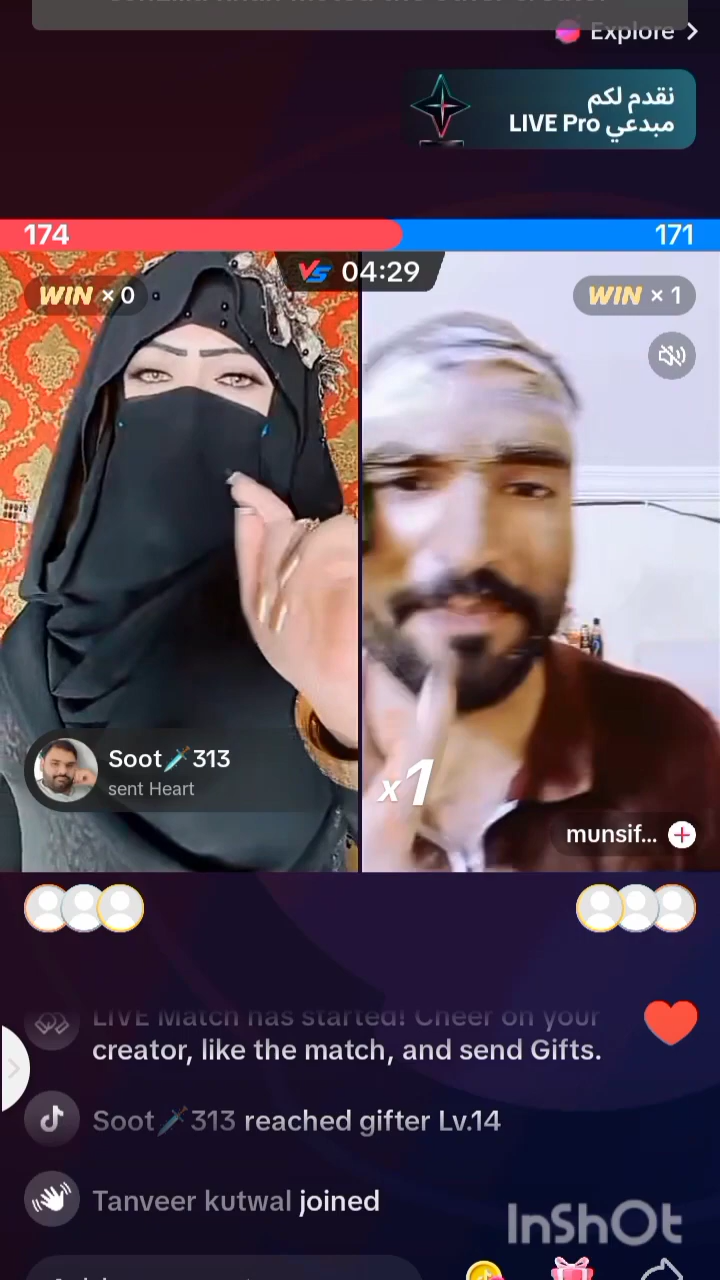 Explore
نقدم لكم
مبدعي LIVE Pro
174
171
VS 04:29
WIN × 0
WIN × 1
Soot🗡️313
sent Heart
x1
munsif...
LIVE Match has started! Cheer on your
creator, like the match, and send Gifts.
Soot🗡️313 reached gifter Lv.14
Tanveer kutwal joined
InShOt